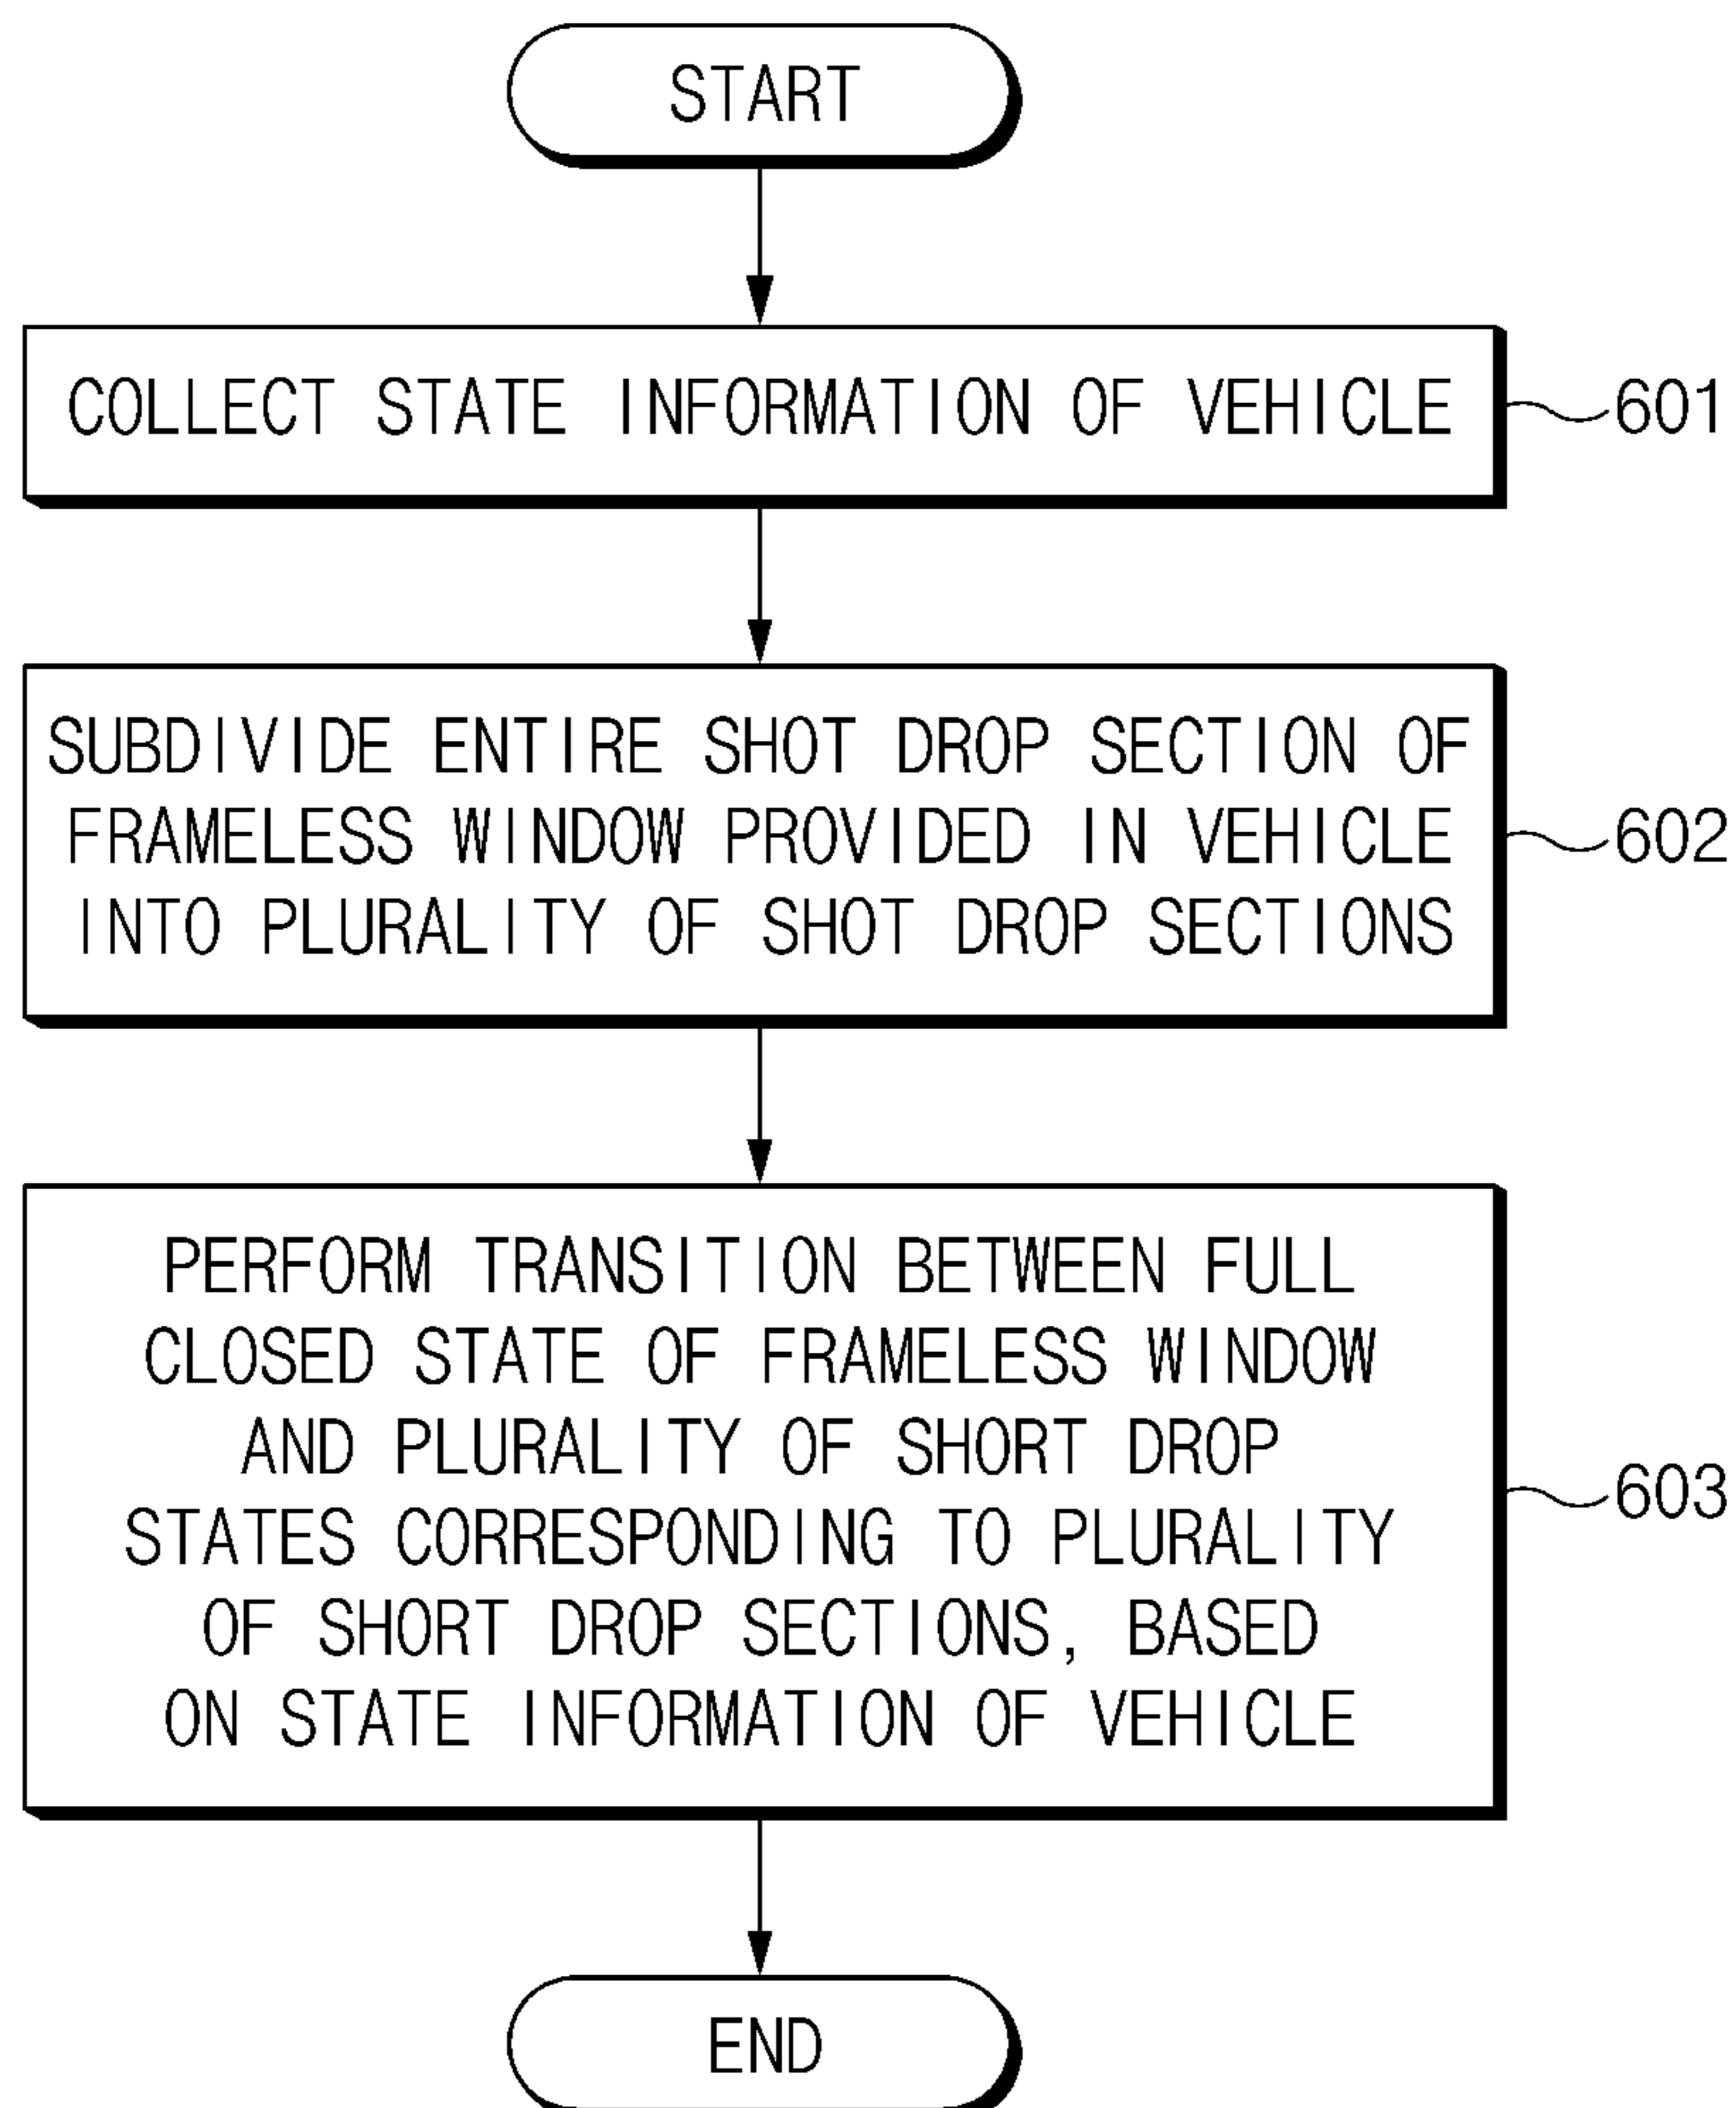 START
COLLECT STATE INFORMATION OF VEHICLE
601
SUBDIVIDE ENTIRE SHOT DROP SECTION OF
FRAMELESS WINDOW PROVIDED IN VEHICLE
INTO PLURALITY OF SHOT DROP SECTIONS
602
PERFORM TRANSITION BETWEEN FULL
CLOSED STATE OF FRAMELESS WINDOW
AND PLURALITY OF SHORT DROP
STATES CORRESPONDING TO PLURALITY
OF SHORT DROP SECTIONS, BASED
ON STATE INFORMATION OF VEHICLE
603
END